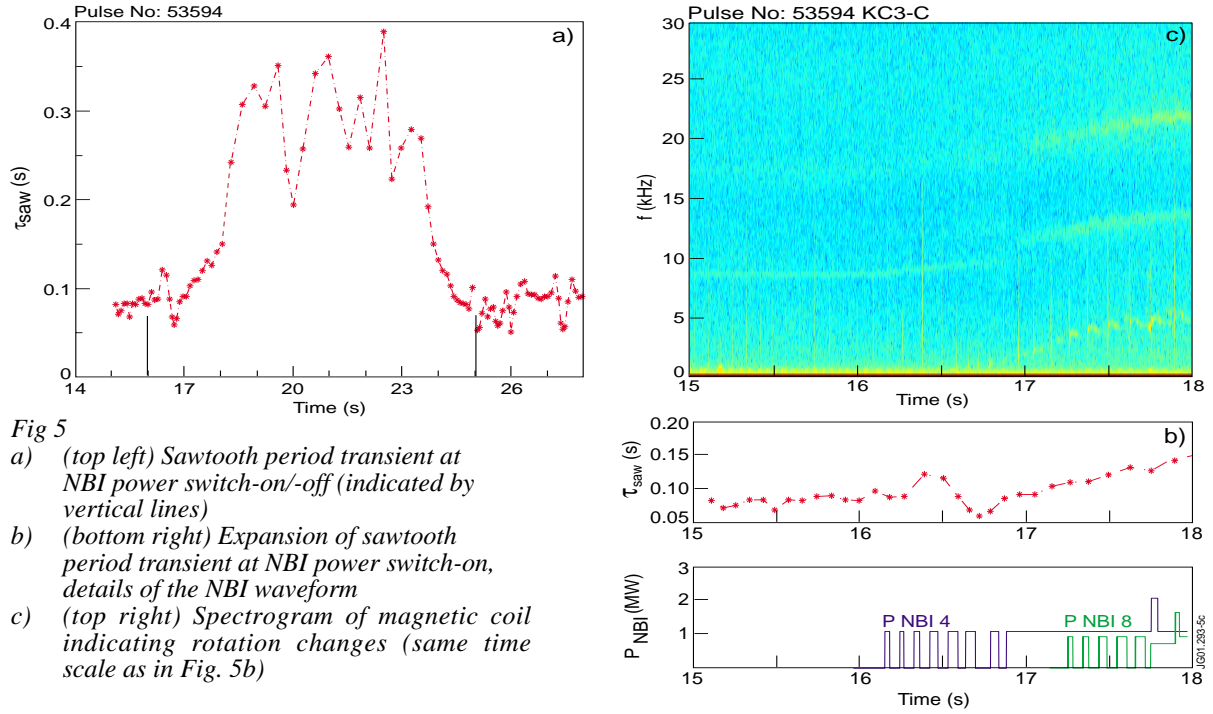 Pulse No: 53594
a)
0.4
0.3
0.2
0.1
0
τsaw (s)
14
17
20
23
26
Time (s)
Pulse No: 53594 KC3-C
c)
30
25
20
15
10
5
0
f (kHz)
15
16
17
18
Time (s)
Fig 5
a) (top left) Sawtooth period transient at
NBI power switch-on/-off (indicated by
vertical lines)
b) (bottom right) Expansion of sawtooth
period transient at NBI power switch-on,
details of the NBI waveform
c) (top right) Spectrogram of magnetic coil
indicating rotation changes (same time
scale as in Fig. 5b)
b)
0.20
0.10
0.05
τsaw (s)
15
16
17
18
3
2
1
P NBI (MW)
P NBI 4
P NBI 8
15
16
17
18
Time (s)
JG01.293-5c